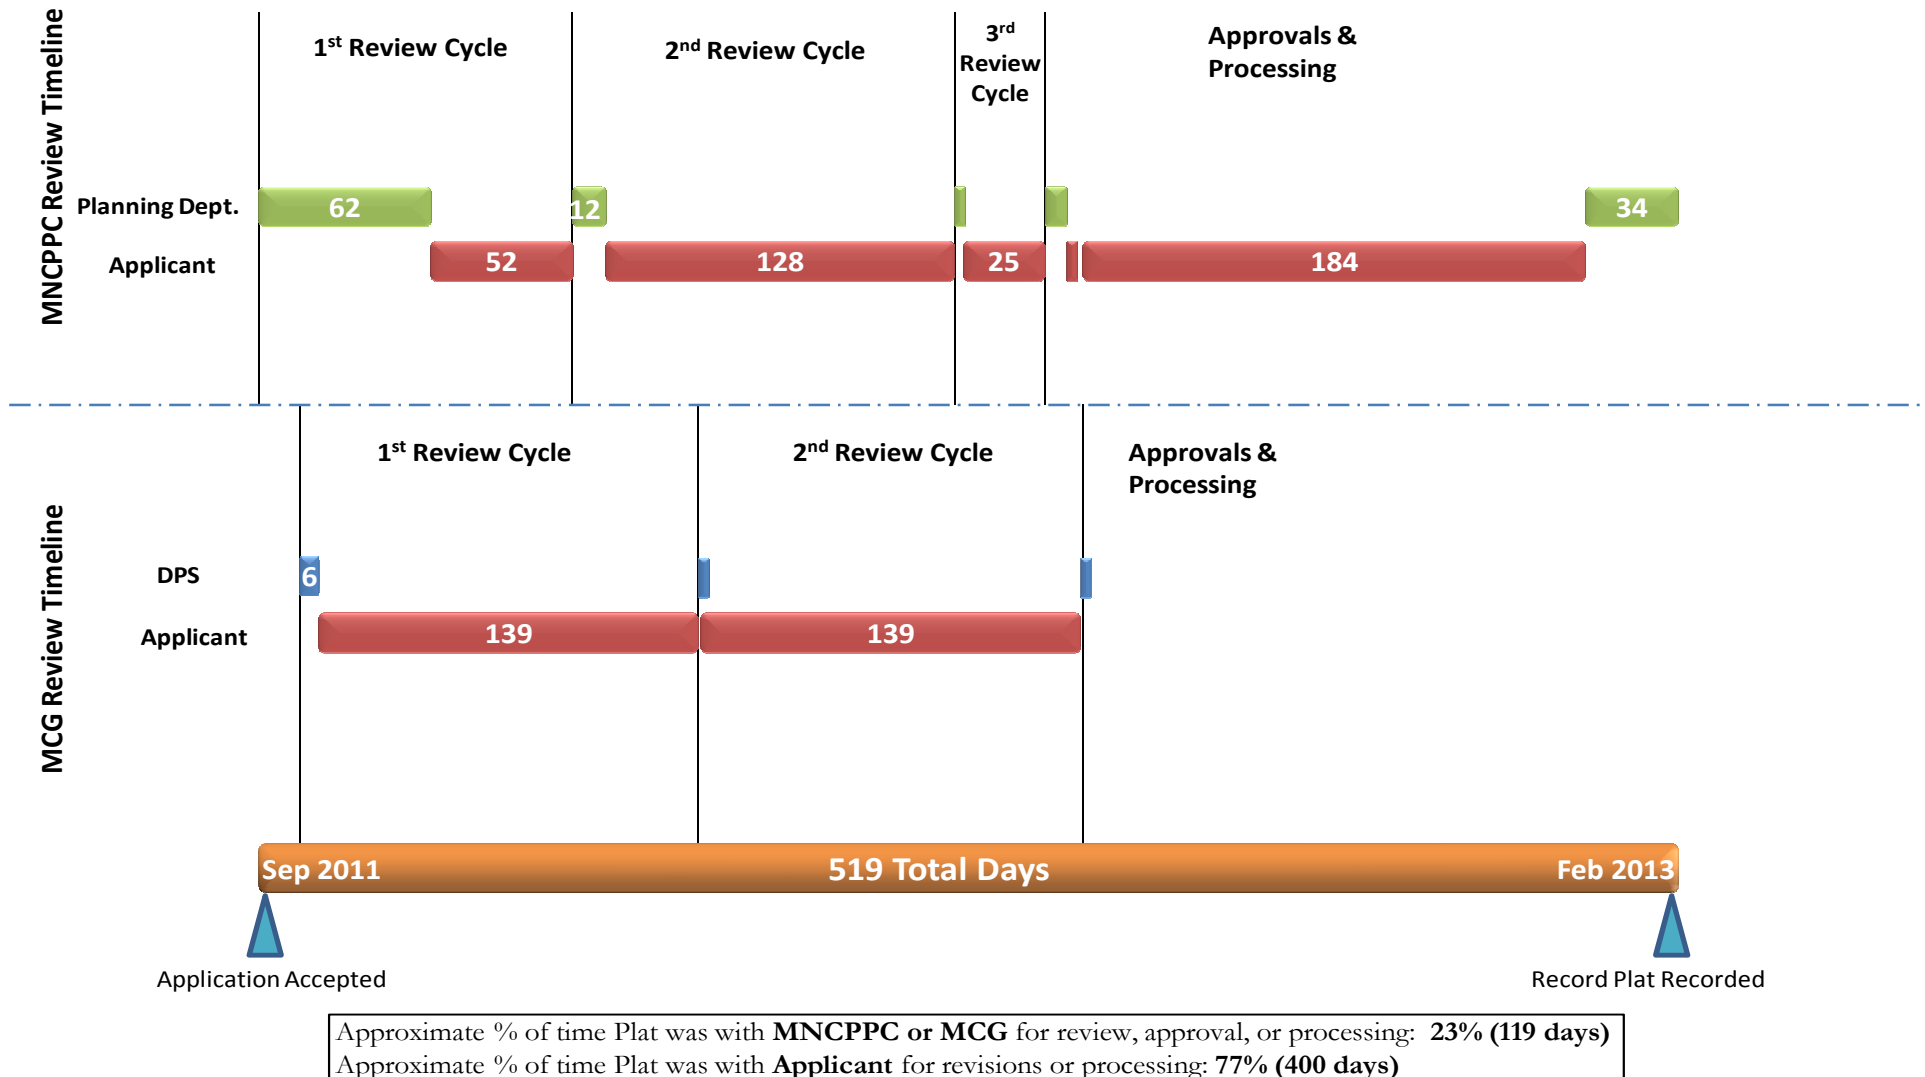 MNCPPC Review Timeline
1st Review Cycle
2nd Review Cycle
3rd
Review
Cycle
Approvals &
Processing
Planning Dept.
62
12
34
Applicant
52
128
25
184
MCG Review Timeline
1st Review Cycle
2nd Review Cycle
Approvals &
Processing
DPS
6
Applicant
139
139
Sep 2011
519 Total Days
Feb 2013
Application Accepted
Record Plat Recorded
Approximate % of time Plat was with MNCPPC or MCG for review, approval, or processing: 23% (119 days)
Approximate % of time Plat was with Applicant for revisions or processing: 77% (400 days)